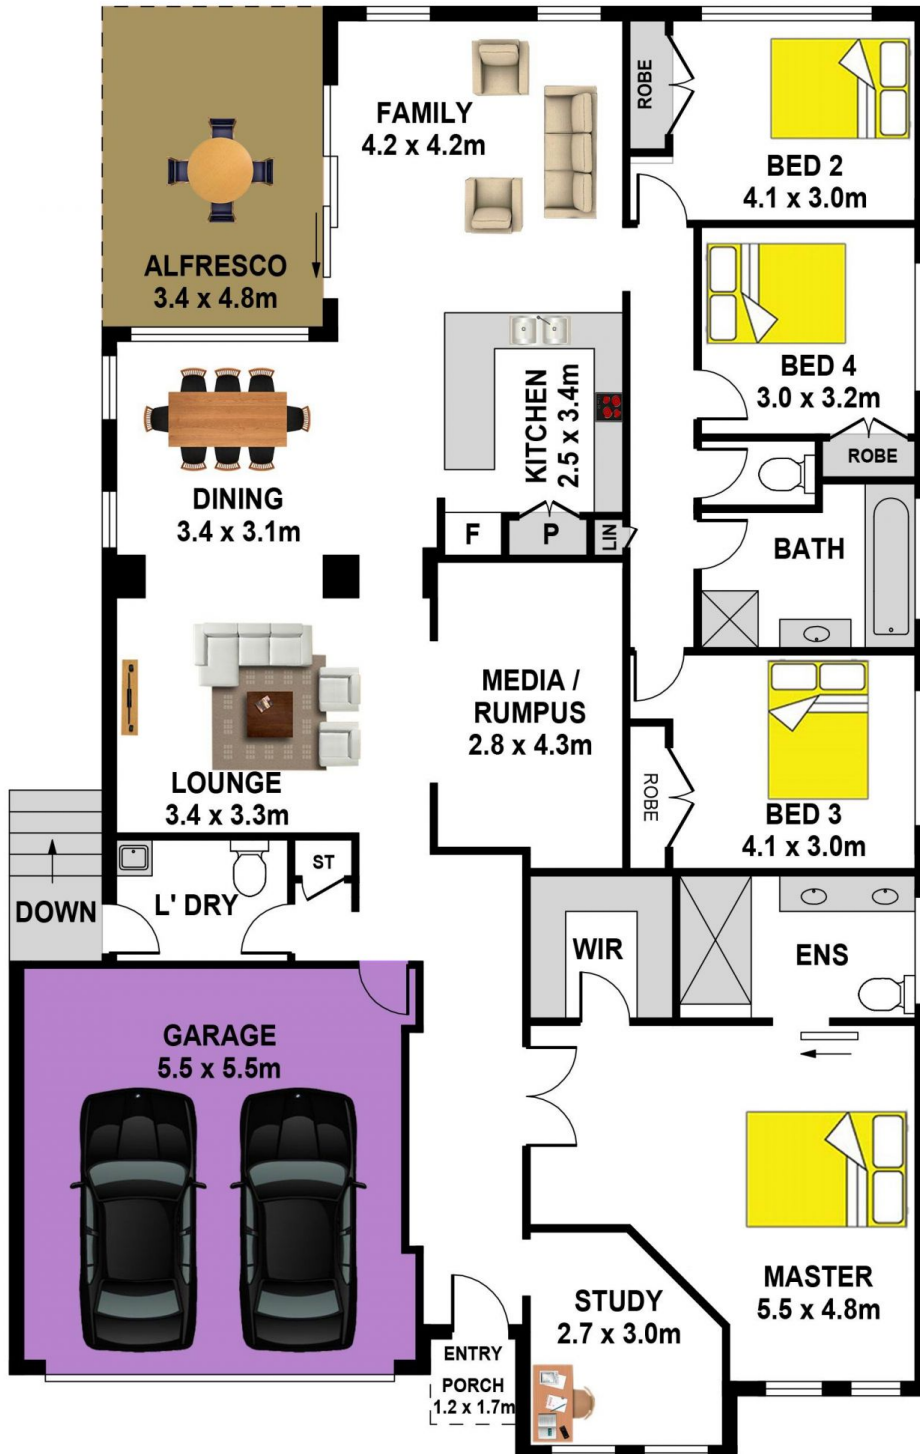 FAMILY
4.2 x 4.2m
ROBE
BED 2
4.1 x 3.0m
ALFRESCO
3.4 x 4.8m
BED 4
3.0 x 3.2m
ROBE
KITCHEN
2.5 x 3.4m
DINING
3.4 x 3.1m
F
P
LIN
BATH
MEDIA /
RUMPUS
2.8 x 4.3m
LOUNGE
3.4 x 3.3m
ROBE
BED 3
4.1 x 3.0m
ST
L' DRY
DOWN
WIR
ENS
GARAGE
5.5 x 5.5m
MASTER
5.5 x 4.8m
STUDY
2.7 x 3.0m
ENTRY
PORCH
1.2 x 1.7m